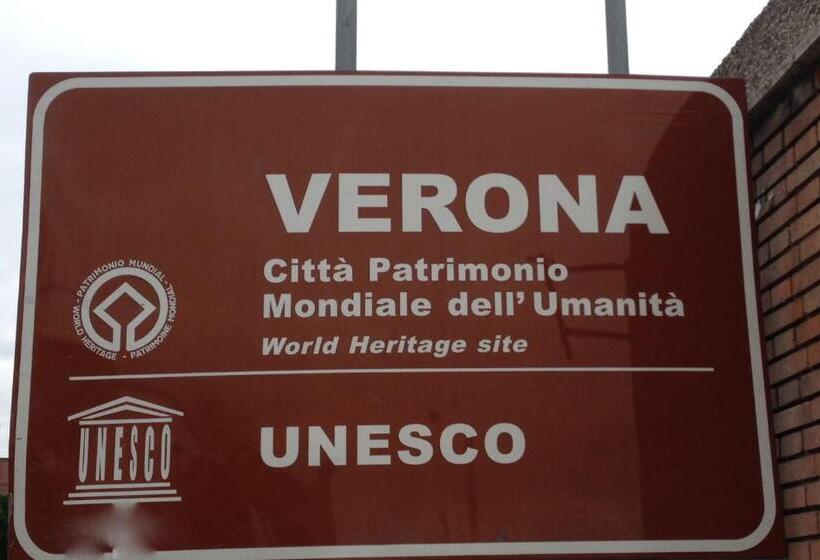 VERONA
Città Patrimonio
Mondiale dell'Umanità
World Heritage site
PATRIMONIO MUNDIAL - WORLD HERITAGE - PATRIMOINE MONDIAL -
UNESCO
UNESCO